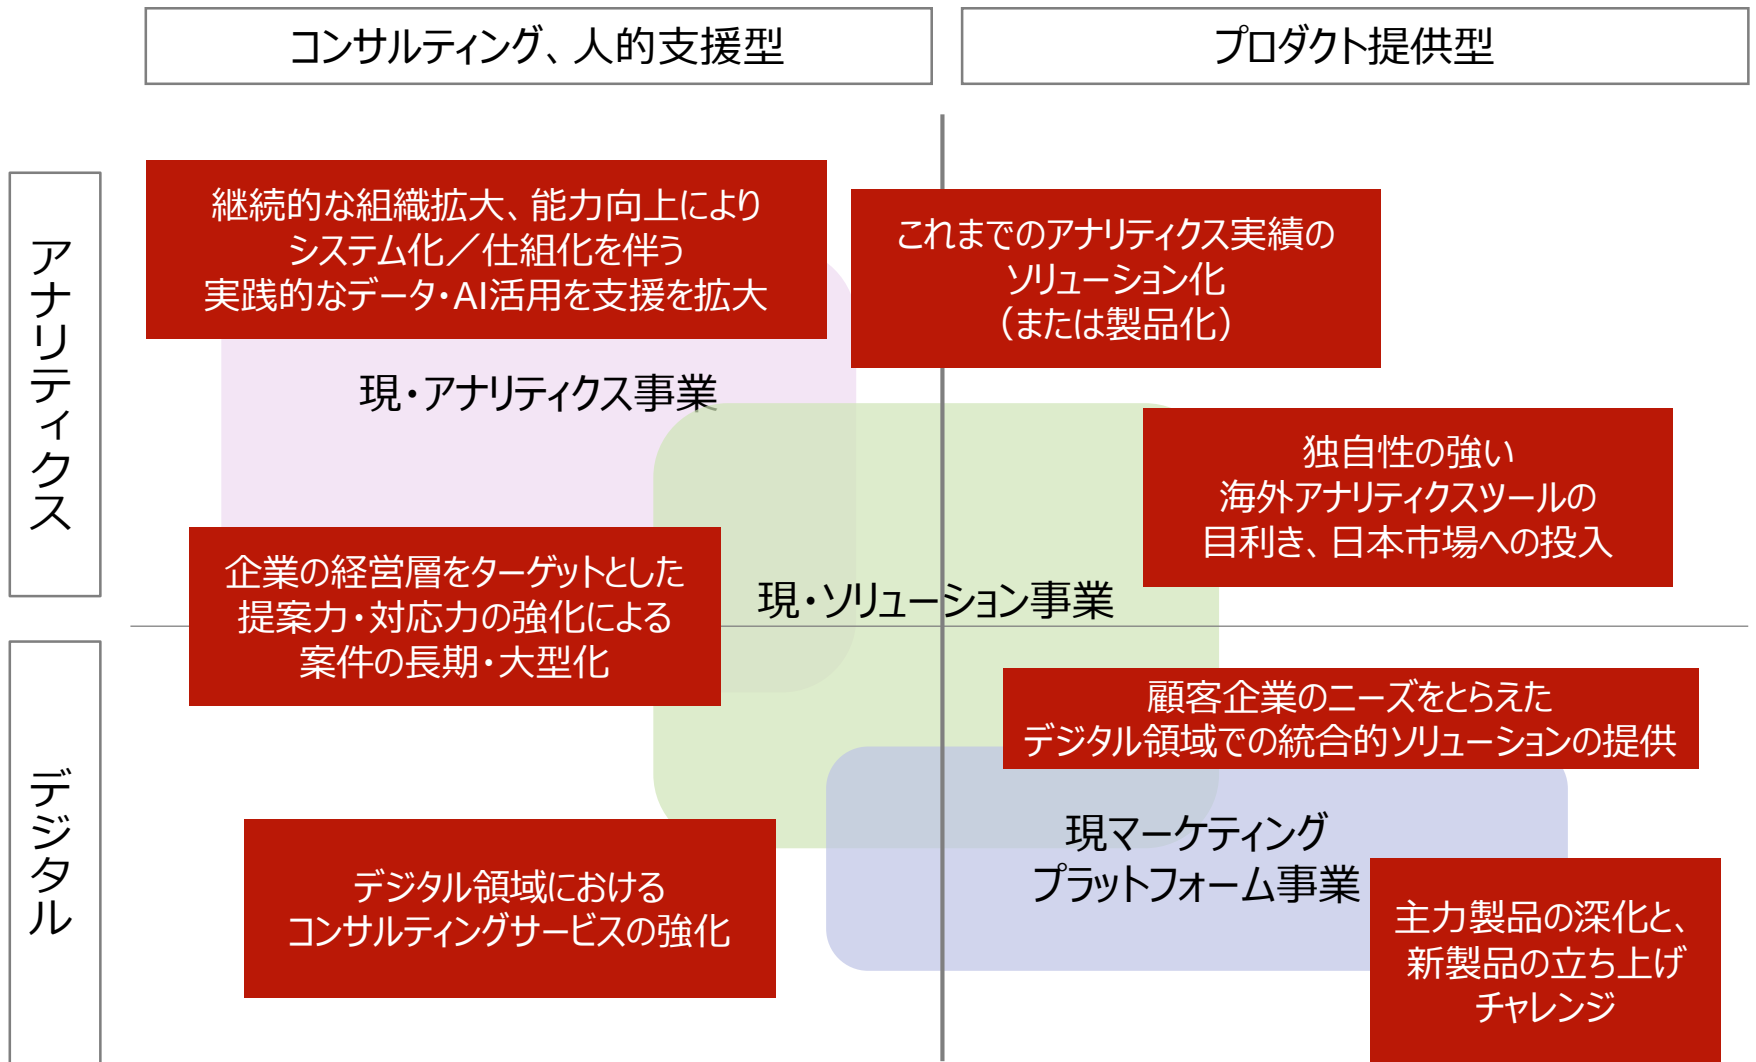 コンサルティング、人的支援型
プロダクト提供型
アナリティクス
継続的な組織拡大、能力向上により
システム化／仕組化を伴う
実践的なデータ・AI活用を支援を拡大
これまでのアナリティクス実績の
ソリューション化
（または製品化）
現・アナリティクス事業
独自性の強い
海外アナリティクスツールの
目利き、日本市場への投入
企業の経営層をターゲットとした
提案力・対応力の強化による
案件の長期・大型化
現・ソリューション事業
デジタル
顧客企業のニーズをとらえた
デジタル領域での統合的ソリューションの提供
現マーケティング
プラットフォーム事業
デジタル領域における
コンサルティングサービスの強化
主力製品の深化と、
新製品の立ち上げ
チャレンジ